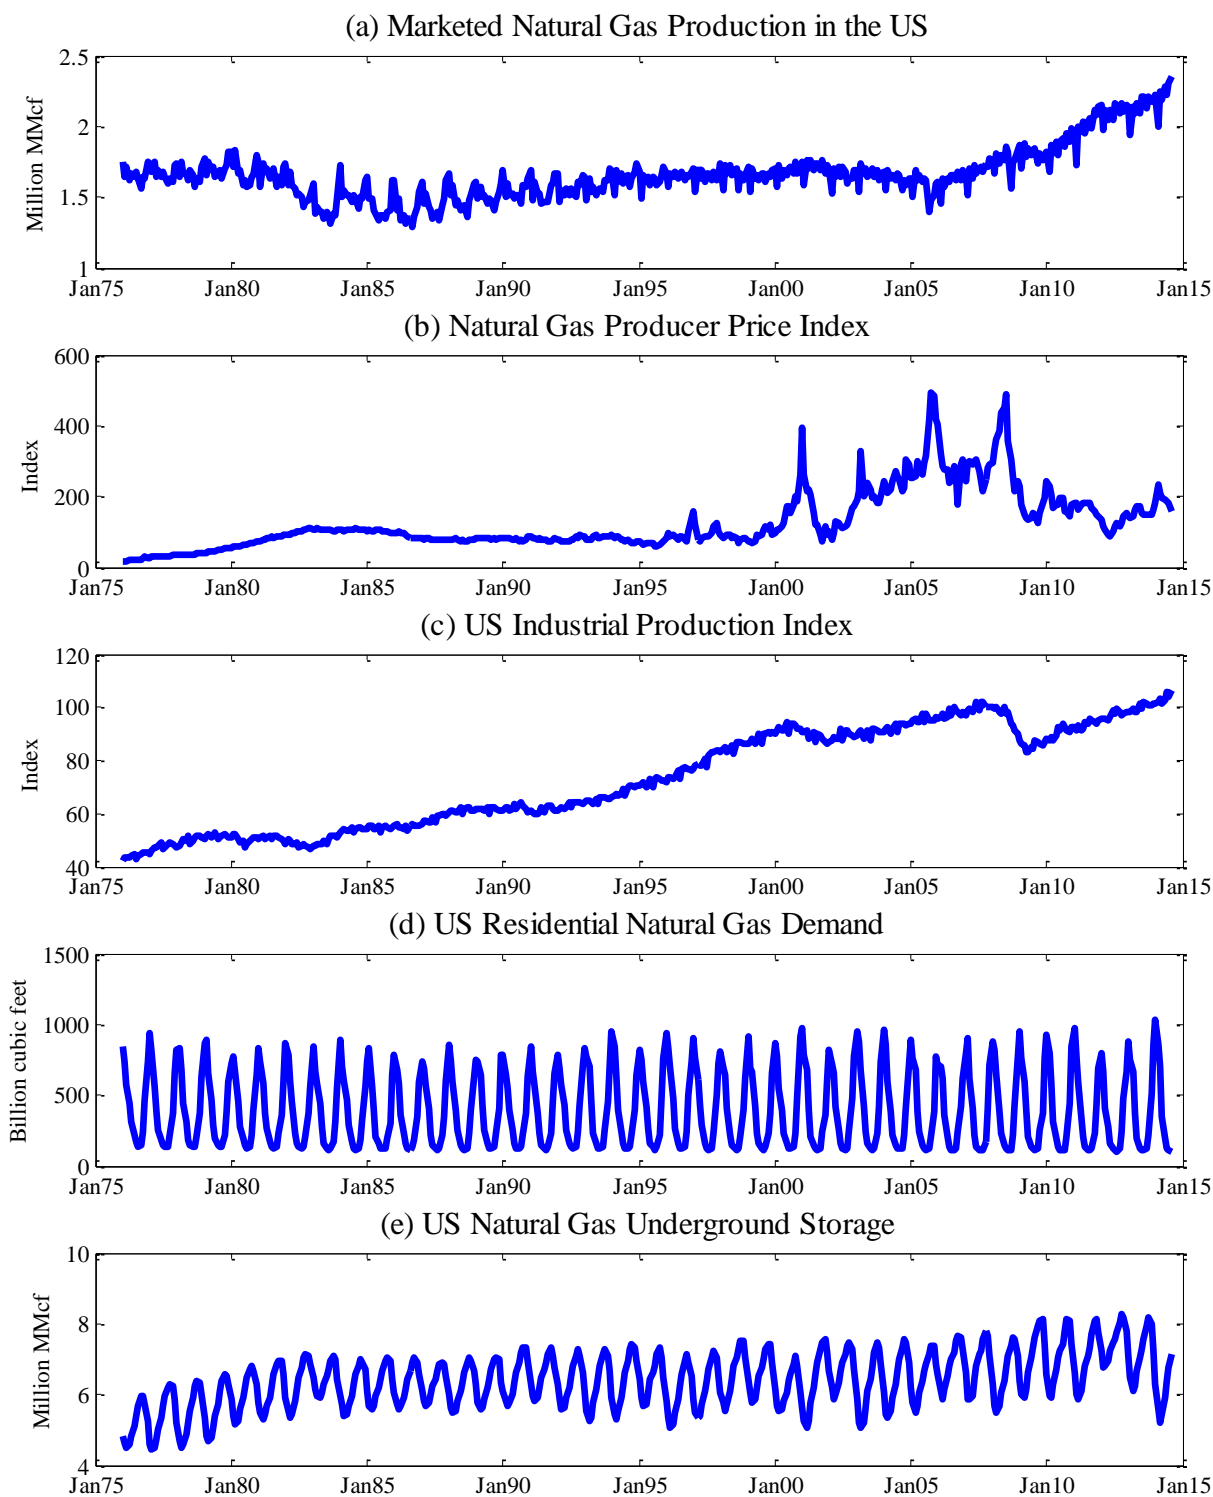 (a) Marketed Natural Gas Production in the US
2.5
2
1.5
1
Million MMcf
Jan75 Jan80 Jan85 Jan90 Jan95 Jan00 Jan05 Jan10 Jan15
(b) Natural Gas Producer Price Index
600
400
200
0
Index
Jan75 Jan80 Jan85 Jan90 Jan95 Jan00 Jan05 Jan10 Jan15
(c) US Industrial Production Index
120
100
80
60
40
Index
Jan75 Jan80 Jan85 Jan90 Jan95 Jan00 Jan05 Jan10 Jan15
(d) US Residential Natural Gas Demand
1500
1000
500
0
Billion cubic feet
Jan75 Jan80 Jan85 Jan90 Jan95 Jan00 Jan05 Jan10 Jan15
(e) US Natural Gas Underground Storage
10
8
6
4
Million MMcf
Jan75 Jan80 Jan85 Jan90 Jan95 Jan00 Jan05 Jan10 Jan15